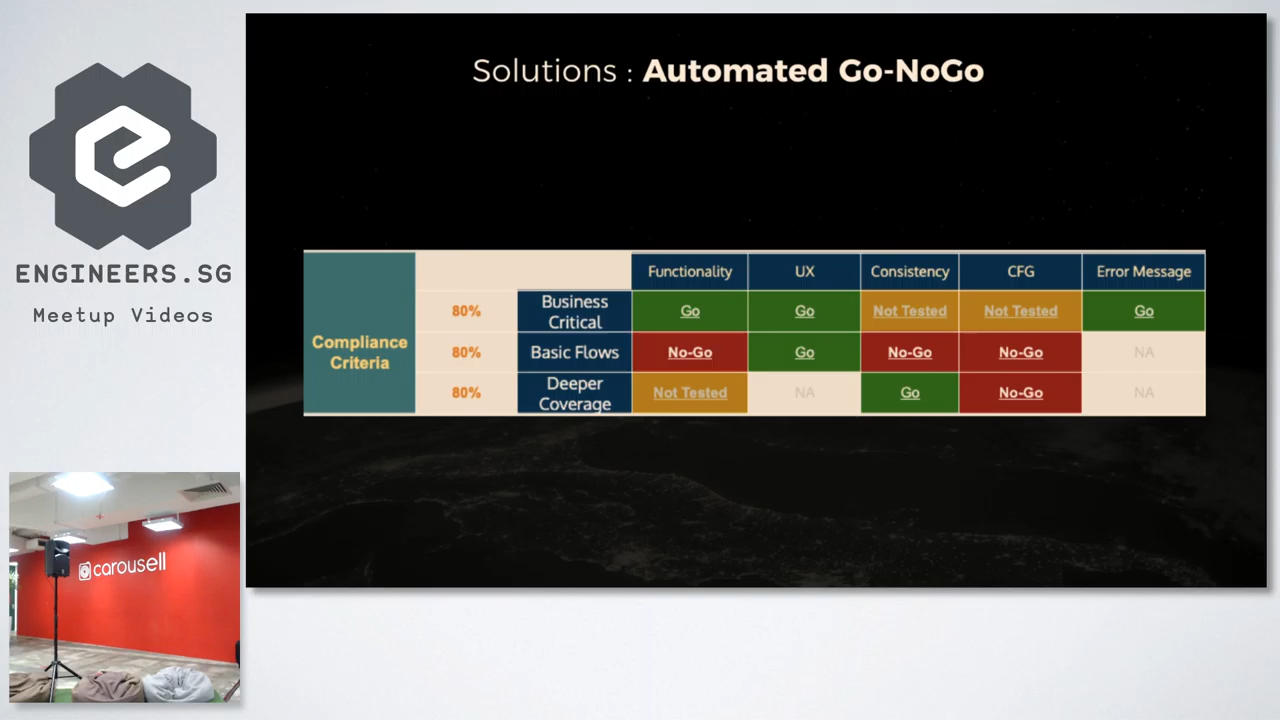 Solutions : Automated Go-NoGo
ENGINEERS.SG
Meetup Videos
Functionality UX Consistency CFG Error Message
Compliance Criteria
80% Business Critical Go Go Not Tested Not Tested Go
80% Basic Flows No-Go Go No-Go No-Go NA
80% Deeper Coverage Not Tested NA Go No-Go NA
carousell